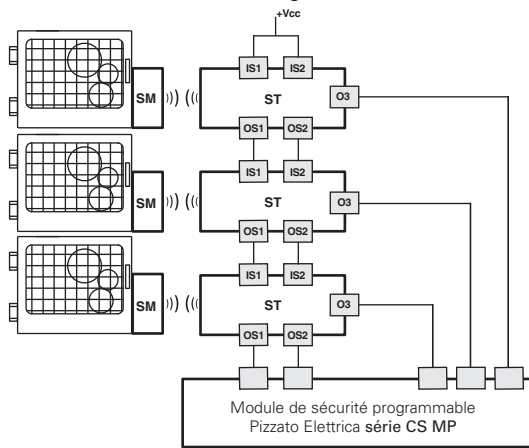 +Vcc
IS1 IS2
SM ST O3
OS1 OS2
IS1 IS2
SM ST O3
OS1 OS2
IS1 IS2
SM ST O3
OS1 OS2
Module de sécurité programmable
Pizzato Elettrica série CS MP